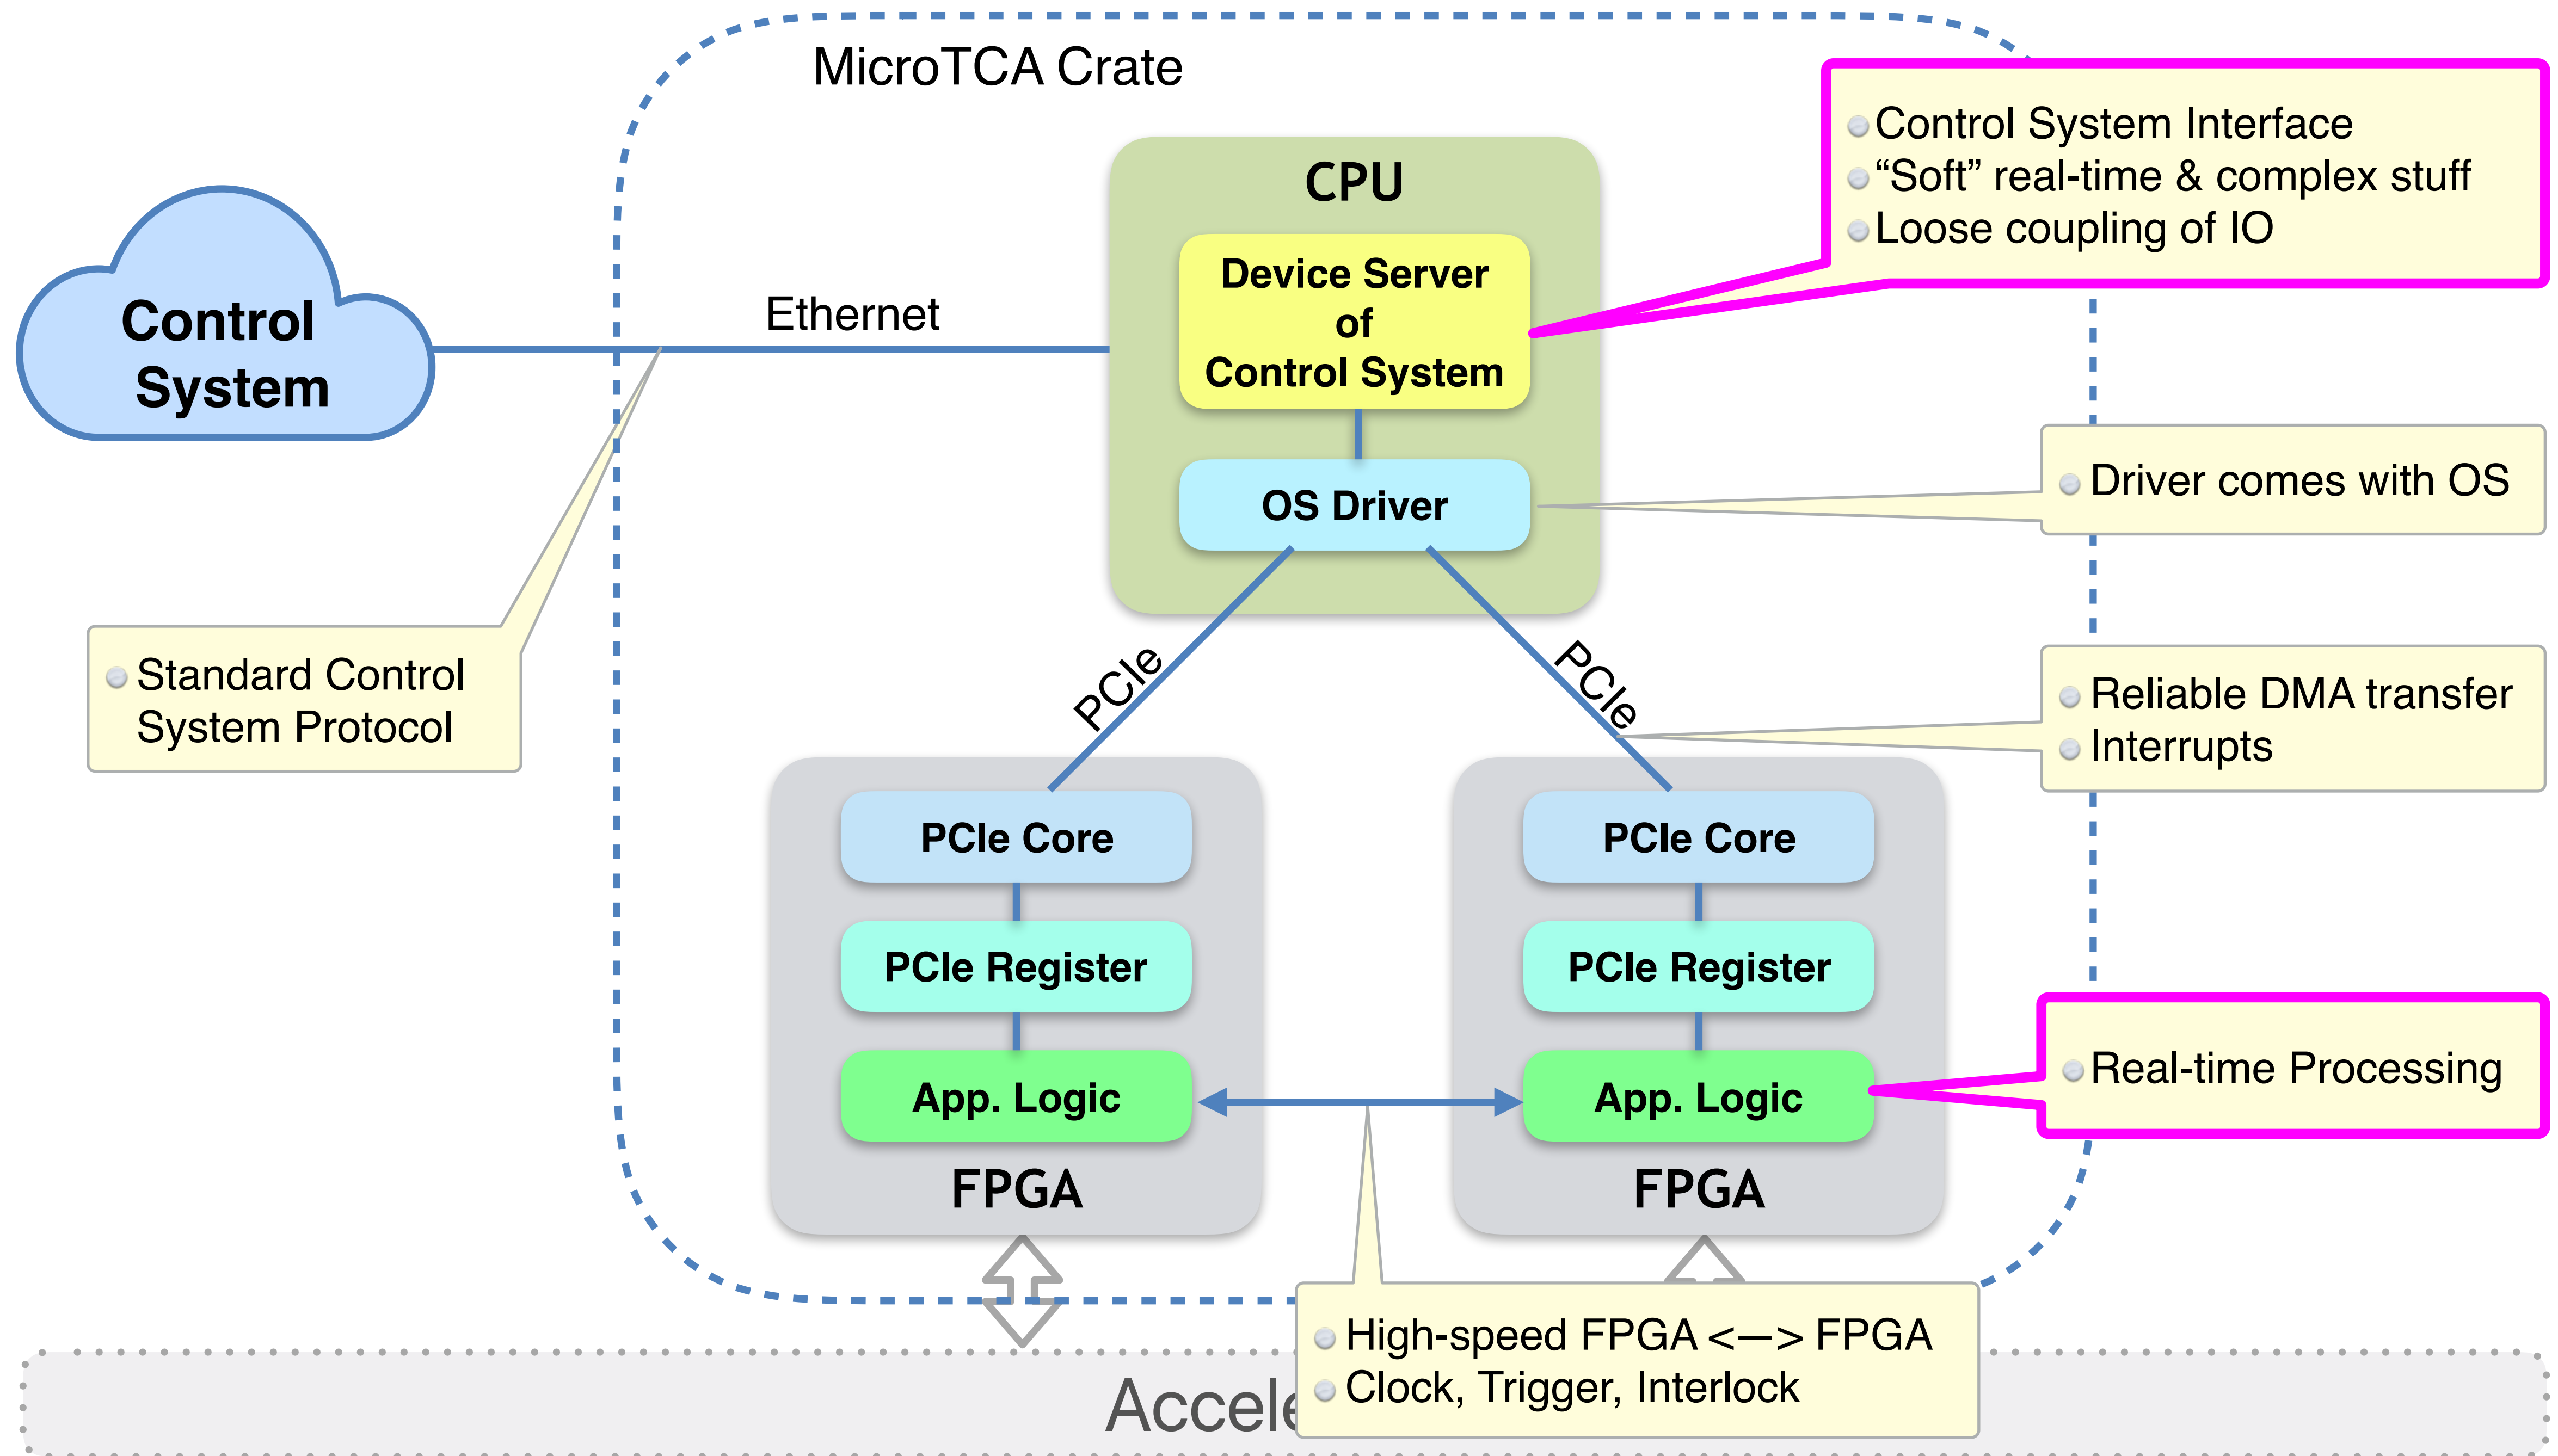 MicroTCA Crate
Control System Interface
“Soft” real-time & complex stuff
Loose coupling of IO
CPU
Device Server
of
Control System
Control
System
Ethernet
OS Driver
Driver comes with OS
Standard Control
System Protocol
PCIe
PCIe
Reliable DMA transfer
Interrupts
PCIe Core
PCIe Core
PCIe Register
PCIe Register
App. Logic
App. Logic
Real-time Processing
FPGA
FPGA
High-speed FPGA <—> FPGA
Clock, Trigger, Interlock